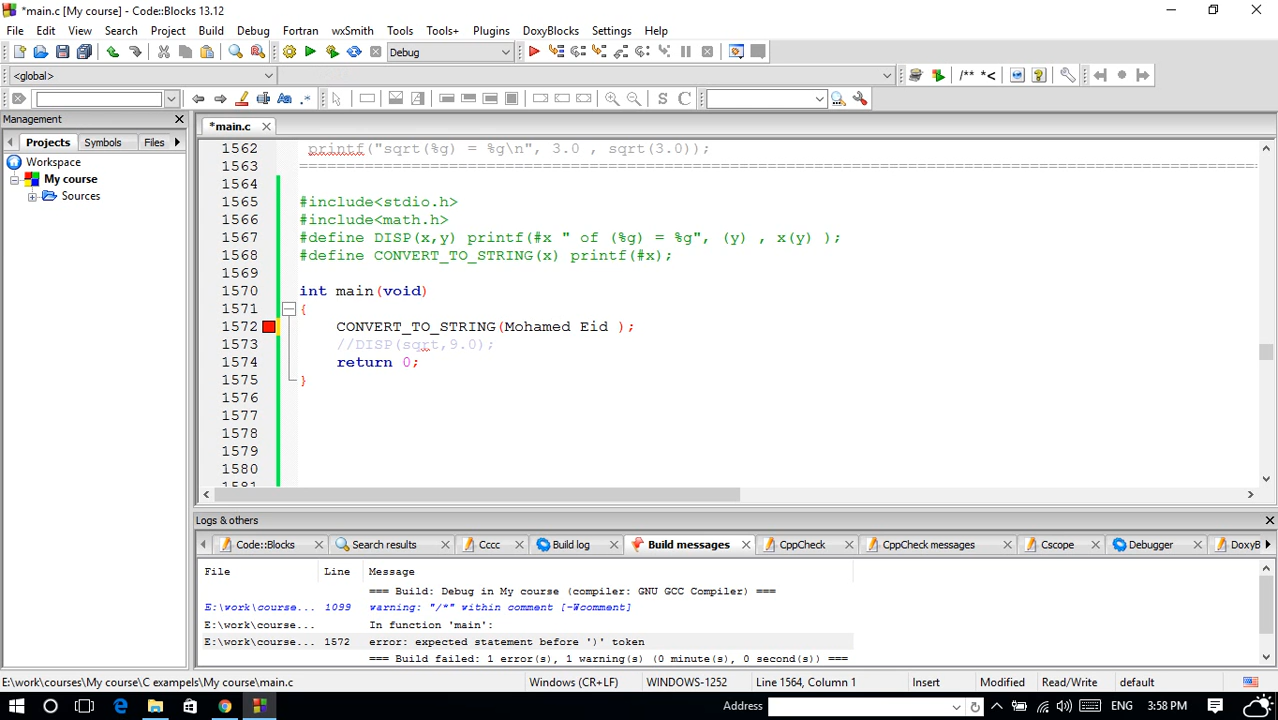 *main.c [My course] - Code::Blocks 13.12
File Edit View Search Project Build Debug Fortran wxSmith Tools Tools+ Plugins DoxyBlocks Settings Help
Debug
<global>
/** *<
Aa .*
S C
Management
*main.c
Projects Symbols Files
Workspace
My course
Sources
1562 printf("sqrt(%g) = %g\n", 3.0 , sqrt(3.0));
1563 =======================================================================================================
1564
1565 #include<stdio.h>
1566 #include<math.h>
1567 #define DISP(x,y) printf(#x " of (%g) = %g", (y) , x(y) );
1568 #define CONVERT_TO_STRING(x) printf(#x);
1569
1570 int main(void)
1571 {
1572 CONVERT_TO_STRING(Mohamed Eid );
1573 //DISP(sqrt,9.0);
1574 return 0;
1575 }
1576
1577
1578
1579
1580
1581
Logs & others
Code::Blocks Search results Cccc Build log Build messages CppCheck CppCheck messages Cscope Debugger DoxyB
File Line Message
=== Build: Debug in My course (compiler: GNU GCC Compiler) ===
E:\work\course... 1099 warning: "/*" within comment [-Wcomment]
E:\work\course... In function 'main':
E:\work\course... 1572 error: expected statement before ')' token
=== Build failed: 1 error(s), 1 warning(s) (0 minute(s), 0 second(s)) ===
E:\work\courses\My course\C exampels\My course\main.c Windows (CR+LF) WINDOWS-1252 Line 1564, Column 1 Insert Modified Read/Write default
Address ENG 3:58 PM